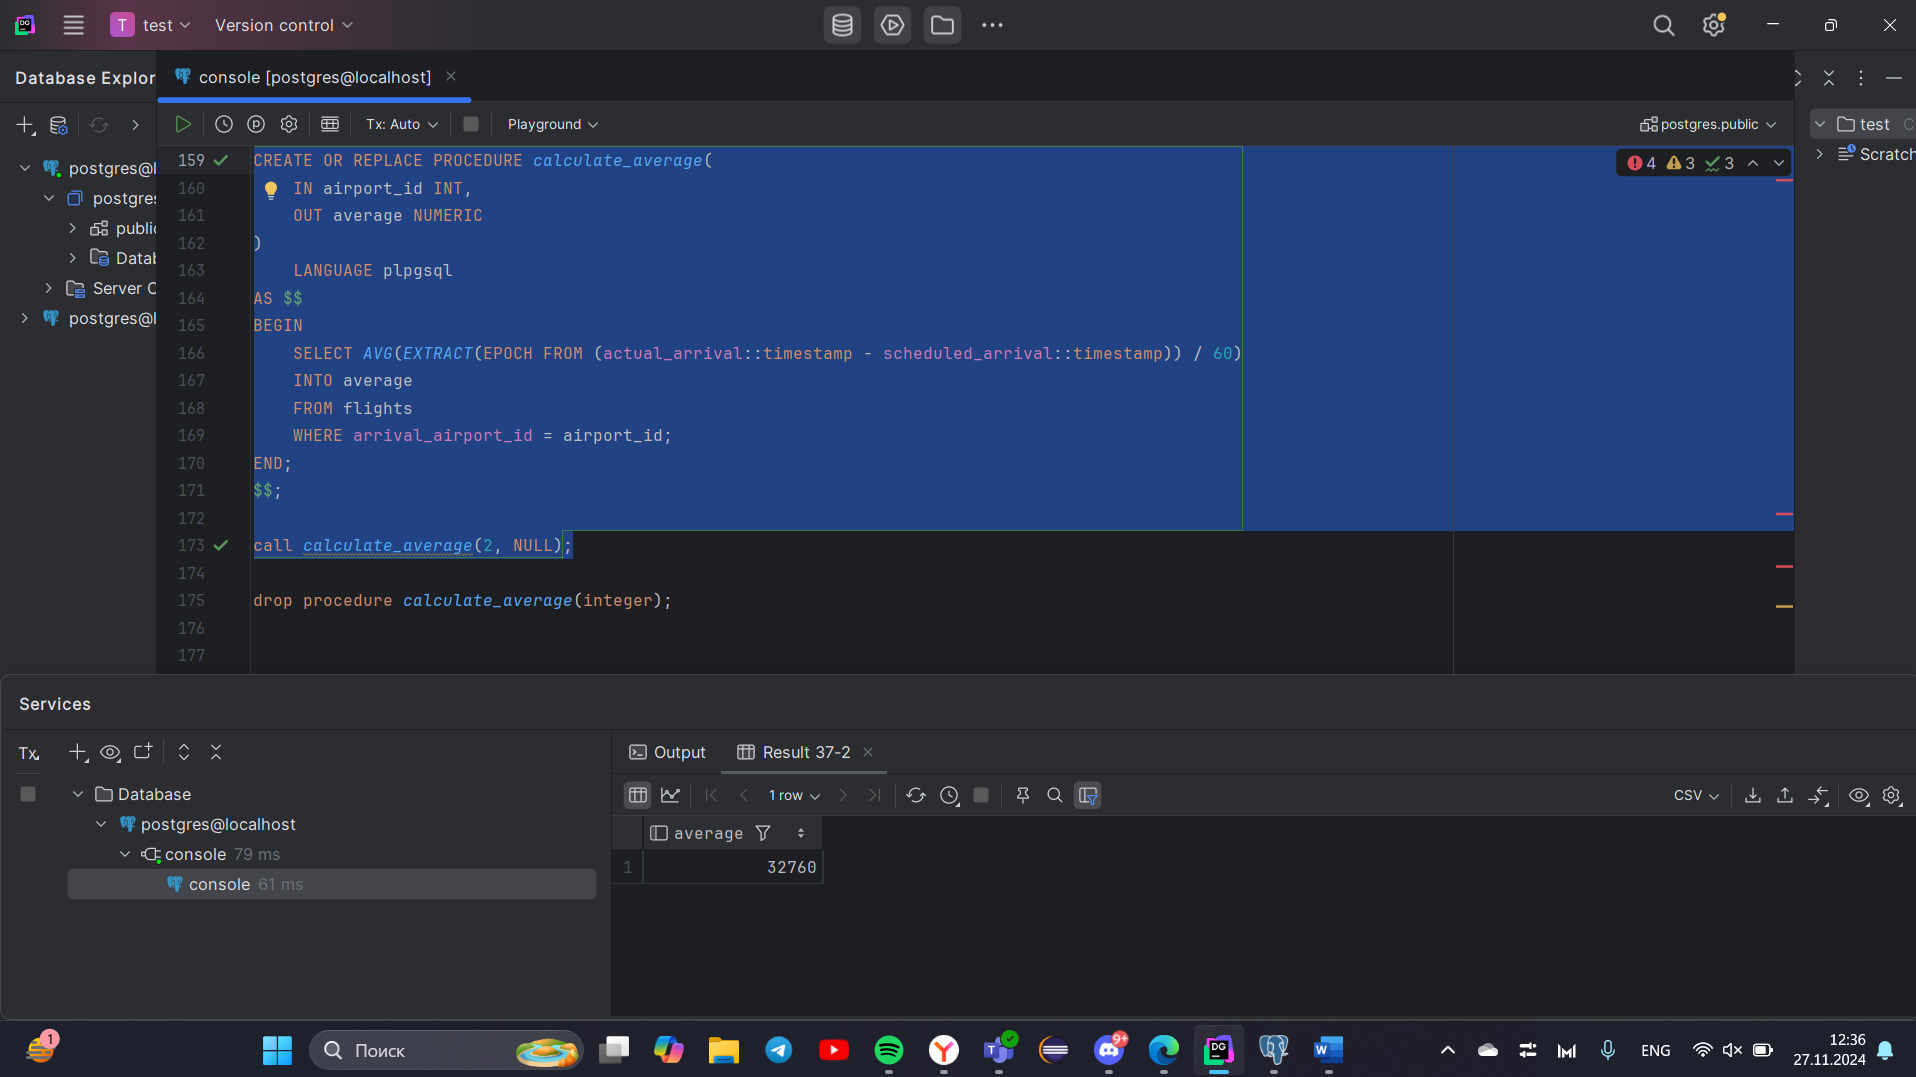 T test Version control
Database Explor
console [postgres@localhost]
Tx: Auto Playground postgres.public
postgres@l
postgres
public
Datab
Server O
postgres@l
4 3 3
test C
Scratch
159 CREATE OR REPLACE PROCEDURE calculate_average(
160 IN airport_id INT,
161 OUT average NUMERIC
162 )
163 LANGUAGE plpgsql
164 AS $$
165 BEGIN
166 SELECT AVG(EXTRACT(EPOCH FROM (actual_arrival::timestamp - scheduled_arrival::timestamp)) / 60)
167 INTO average
168 FROM flights
169 WHERE arrival_airport_id = airport_id;
170 END;
171 $$;
172
173 call calculate_average(2, NULL);
174
175 drop procedure calculate_average(integer);
176
177
Services
Tx
Database
postgres@localhost
console 79 ms
console 61 ms
Output Result 37-2
1 row CSV
average
1 32760
1 Поиск 9+ DG W ENG 12:36
27.11.2024